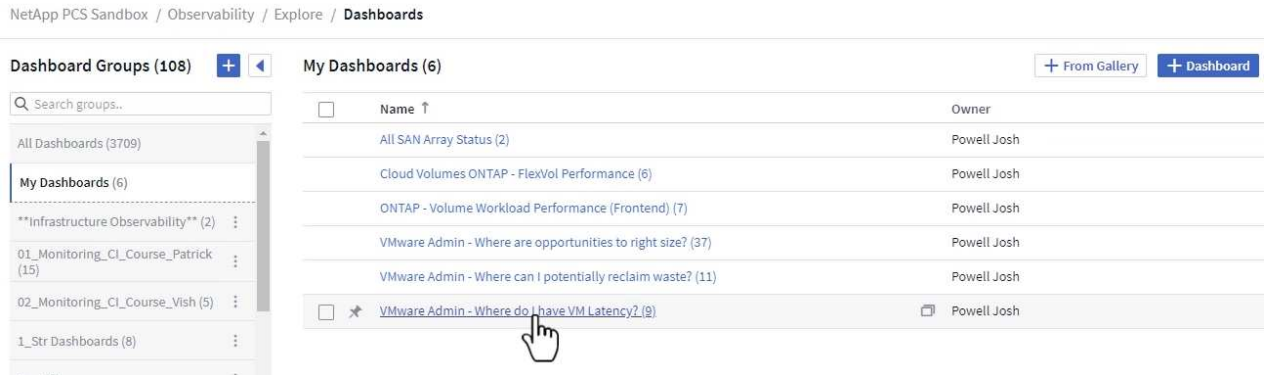 NetApp PCS Sandbox / Observability / Explore / Dashboards
Dashboard Groups (108)
Search groups..
All Dashboards (3709)
My Dashboards (6)
**Infrastructure Observability** (2)
01_Monitoring_CI_Course_Patrick
(15)
02_Monitoring_CI_Course_Vish (5)
1_Str Dashboards (8)
My Dashboards (6)
+ From Gallery
+ Dashboard
Name ↑ Owner
All SAN Array Status (2) Powell Josh
Cloud Volumes ONTAP - FlexVol Performance (6) Powell Josh
ONTAP - Volume Workload Performance (Frontend) (7) Powell Josh
VMware Admin - Where are opportunities to right size? (37) Powell Josh
VMware Admin - Where can I potentially reclaim waste? (11) Powell Josh
VMware Admin - Where do I have VM Latency? (9) Powell Josh